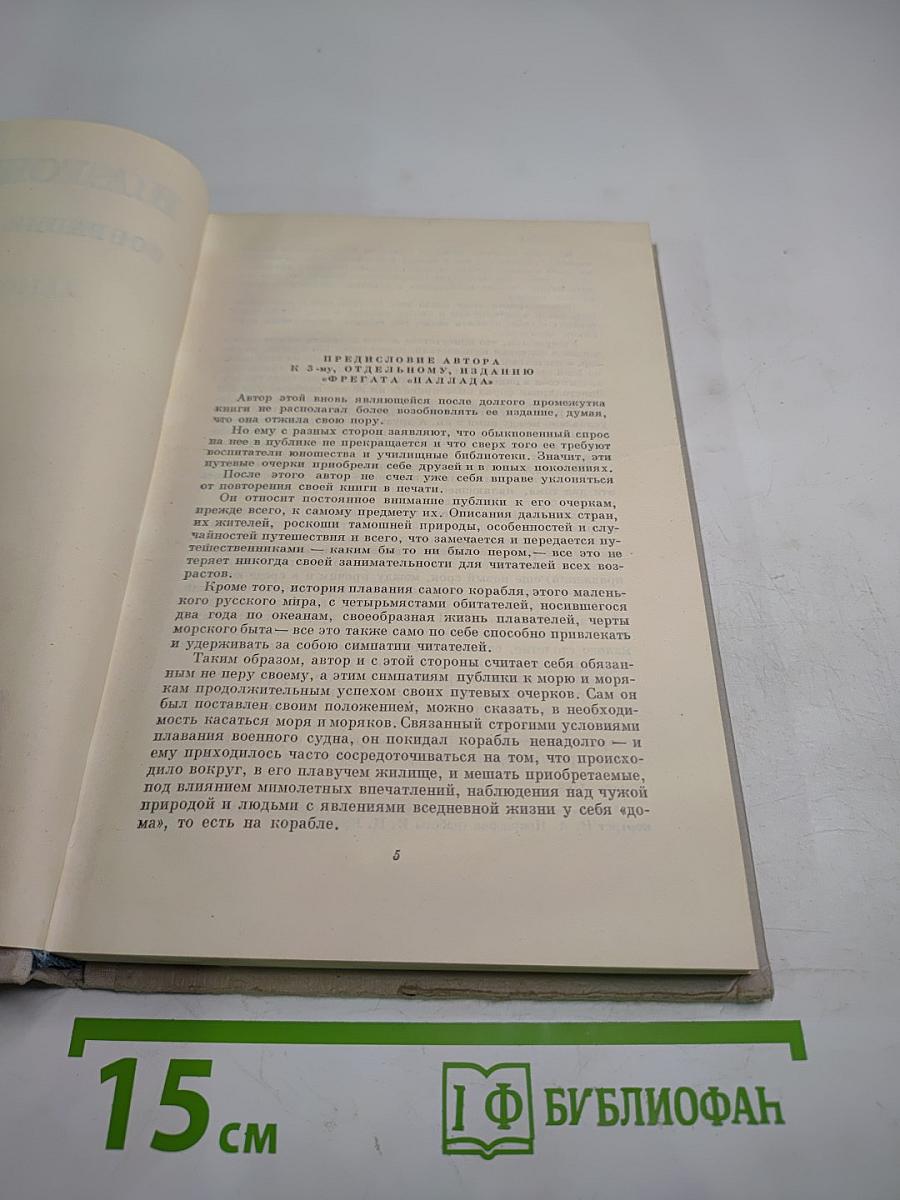 ПРЕДИСЛОВИЕ АВТОРА
К 3-му, ОТДЕЛЬНОМУ, ИЗДАНИЮ
«ФРЕГАТА «ПАЛЛАДА»
Автор этой вновь являющейся после долгого промежутка
книги не располагал более возобновлять ее издание, думая,
что она отжила свою пору.
Но ему с разных сторон заявляют, что обыкновенный спрос
на нее в публике не прекращается и что сверх того ее требуют
воспитатели юношества и училищные библиотеки. Значит, эти
путевые очерки приобрели себе друзей и в юных поколениях.
После этого автор не счел уже себя вправе уклоняться
от повторения своей книги в печати.
Он относит постоянное внимание публики к его очеркам,
прежде всего, к самому предмету их. Описания дальних стран,
их жителей, роскоши тамошней природы, особенностей и слу-
чайностей путешествия и всего, что замечается и передается пу-
тешественниками — каким бы то ни было пером,— все это не
теряет никогда своей занимательности для читателей всех воз-
растов.
Кроме того, история плавания самого корабля, этого малень-
кого русского мира, с четырьмястами обитателей, носившегося
два года по океанам, своеобразная жизнь плавателей, черты
морского быта — все это также само по себе способно привлекать
и удерживать за собою симпатии читателей.
Таким образом, автор и с этой стороны считает себя обязан-
ным не перу своему, а этим симпатиям публики к морю и моря-
кам продолжительным успехом своих путевых очерков. Сам он
был поставлен своим положением, можно сказать, в необходи-
мость касаться моря и моряков. Связанный строгими условиями
плавания военного судна, он покидал корабль ненадолго — и
ему приходилось часто сосредоточиваться на том, что происхо-
дило вокруг, в его плавучем жилище, и мешать приобретаемые,
под влиянием мимолетных впечатлений, наблюдения над чужой
природой и людьми с явлениями вседневной жизни у себя «до-
ма», то есть на корабле.
5
15 см
БИБЛИОФАН